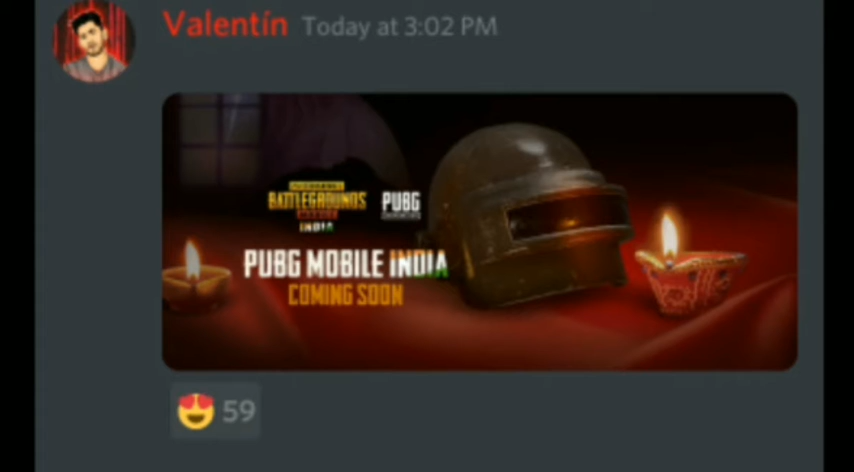 Valentín Today at 3:02 PM
BATTLEGROUNDS
INDIA
PUBG
PUBG MOBILE INDIA
COMING SOON
59